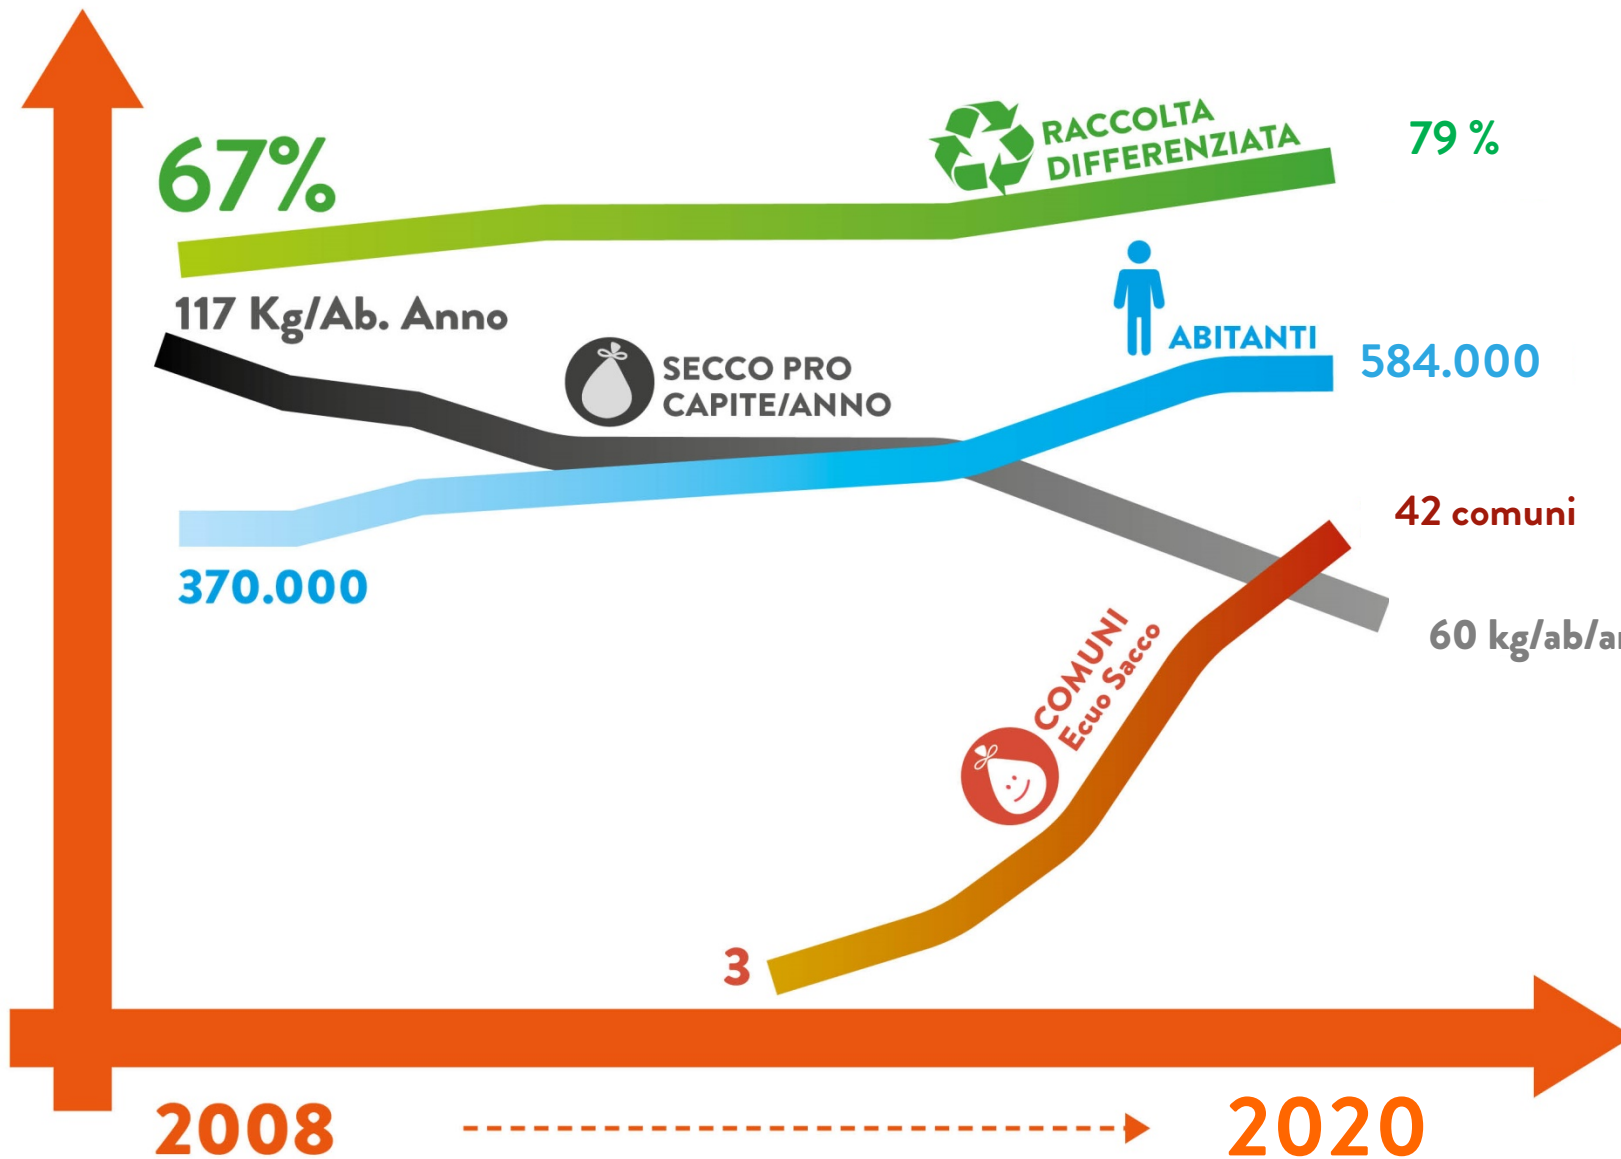 67%
RACCOLTA
DIFFERENZIATA
79 %
117 Kg/Ab. Anno
SECCO PRO
CAPITE/ANNO
ABITANTI
584.000
370.000
42 comuni
60
COMUNI
Ecuo Sacco
3
2008
2020